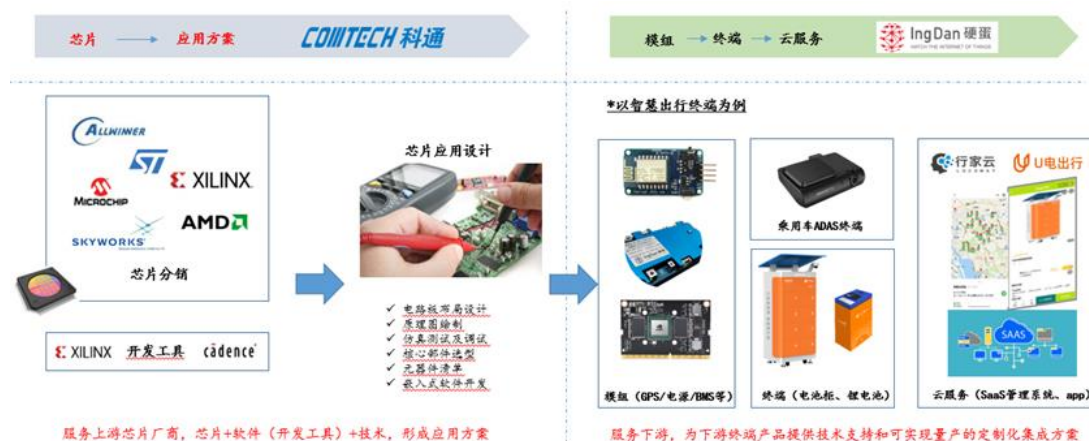 芯片
应用方案
COMTECH 科通
模组
终端
云服务
IngDan 硬蛋
*以智慧出行终端为例
ALLWINNER
ST
XILINX
MICROCHIP
AMD
SKYWORKS
芯片分销
XILINX 开发工具 cādence
芯片应用设计
✓ 电路板布局设计
✓ 原理图绘制
✓ 仿真测试及调试
✓ 核心部件选型
✓ 元器件清单
✓ 嵌入式软件开发
模组（GPS/电源/BMS等）
乘用车ADAS终端
终端（电池柜、锂电池）
行家云
U电出行
SAAS
云服务（SaaS管理系统、app）
服务上游芯片厂商，芯片+软件（开发工具）+技术，形成应用方案
服务下游，为下游终端产品提供技术支持和可实现量产的定制化集成方案